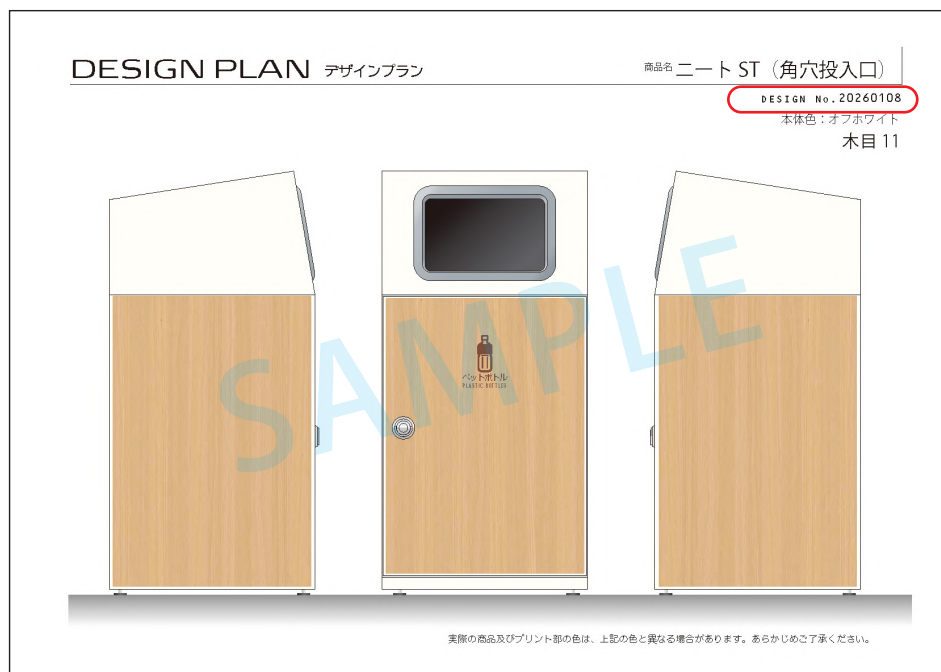 DESIGN PLAN デザインプラン
商品名 ニート ST（角穴投入口）
DESIGN No.20260108
本体色：オフホワイト
木目 11
SAMPLE
ペットボトル
PLASTIC BOTTLES
実際の商品及びプリント部の色は、上記の色と異なる場合があります。あらかじめご了承ください。